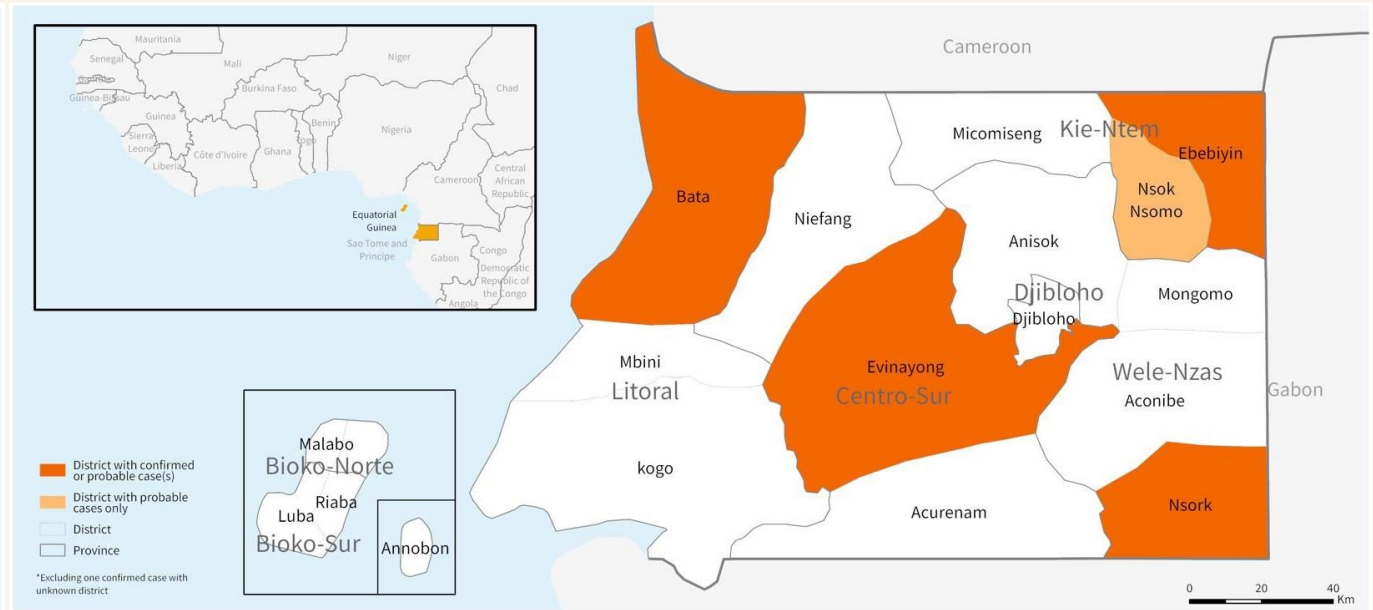 Mauritania
Senegal
Mali
Niger
Chad
Guinea-Bissau
Burkina Faso
Guinea
Benin
Nigeria
Sierra
Leone
Côte d'Ivoire
Ghana
Togo
Liberia
Cameroon
Central
African
Republic
Equatorial
Guinea
Sao Tome and
Principe
Gabon
Congo
Democratic
Republic of
the Congo
Angola
Cameroon
Micomiseng
Kie-Ntem
Ebebiyin
Bata
Nsok
Nsomo
Niefang
Anisok
Djibloho
Djibloho
Mongomo
Mbini
Litoral
Evinayong
Centro-Sur
Wele-Nzas
Aconibe
Gabon
kogo
Acurenam
Nsork
Malabo
Bioko-Norte
Riaba
Luba
Bioko-Sur
Annobon
District with confirmed
or probable case(s)
District with probable
cases only
District
Province
*Excluding one confirmed case with
unknown district
0 20 40
Km